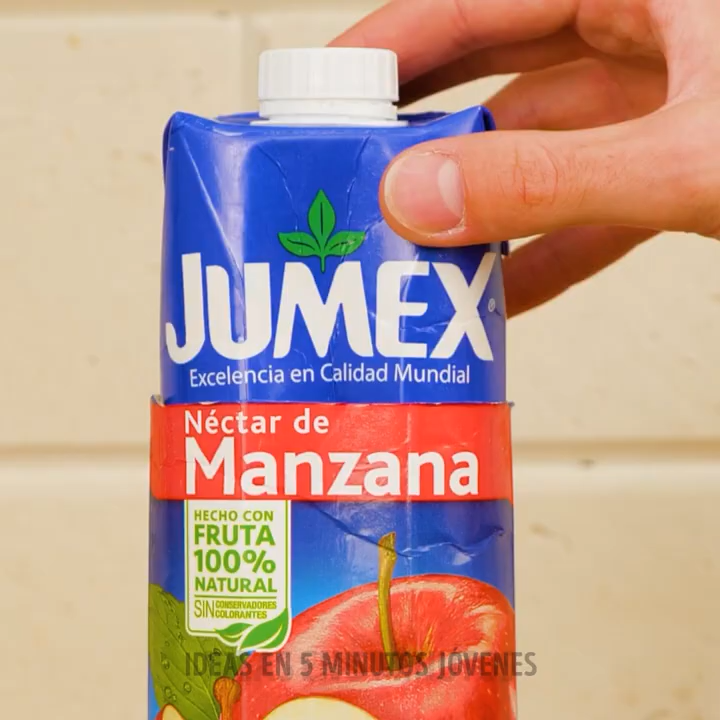 JUMEX®
Excelencia en Calidad Mundial
Néctar de
Manzana
HECHO CON
FRUTA
100%
NATURAL
SIN CONSERVADORES
COLORANTES
IDEAS EN 5 MINUTOS JÓVENES